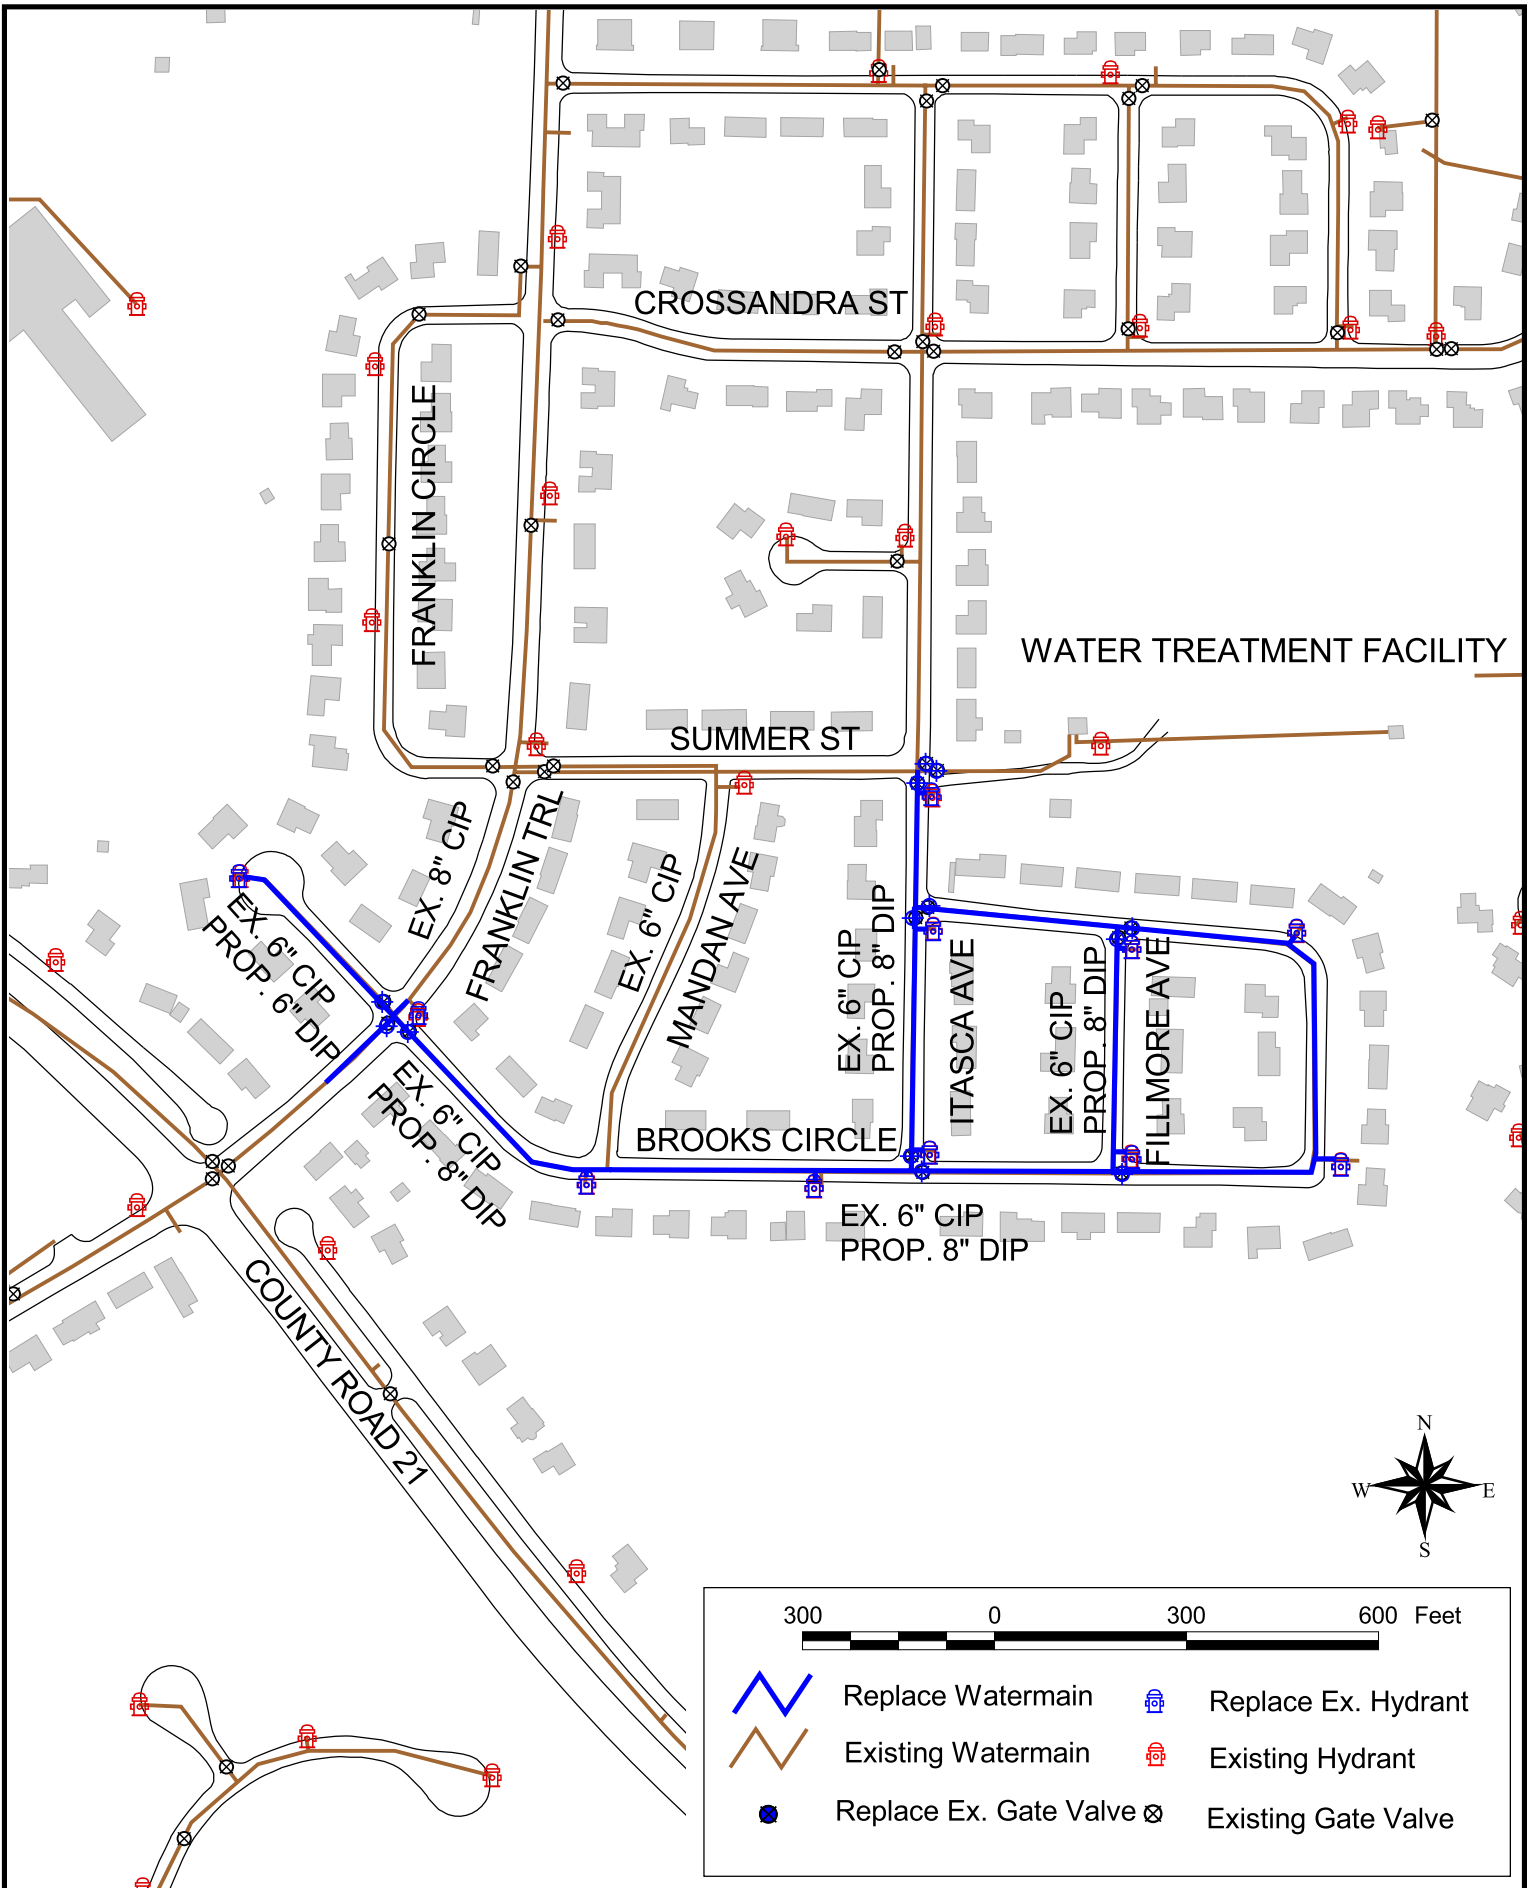 CROSSANDRA ST
FRANKLIN CIRCLE
WATER TREATMENT FACILITY
SUMMER ST
EX. 8" CIP
FRANKLIN TRL
EX. 6" CIP
MANDAN AVE
EX. 6" CIP
PROP. 6" DIP
EX. 6" CIP
PROP. 8" DIP
EX. 6" CIP
PROP. 8" DIP
ITASCA AVE
EX. 6" CIP
PROP. 8" DIP
FILLMORE AVE
BROOKS CIRCLE
EX. 6" CIP
PROP. 8" DIP
COUNTY ROAD 21
N
W
E
S
300 0 300 600 Feet
Replace Watermain
Replace Ex. Hydrant
Existing Watermain
Existing Hydrant
Replace Ex. Gate Valve
Existing Gate Valve